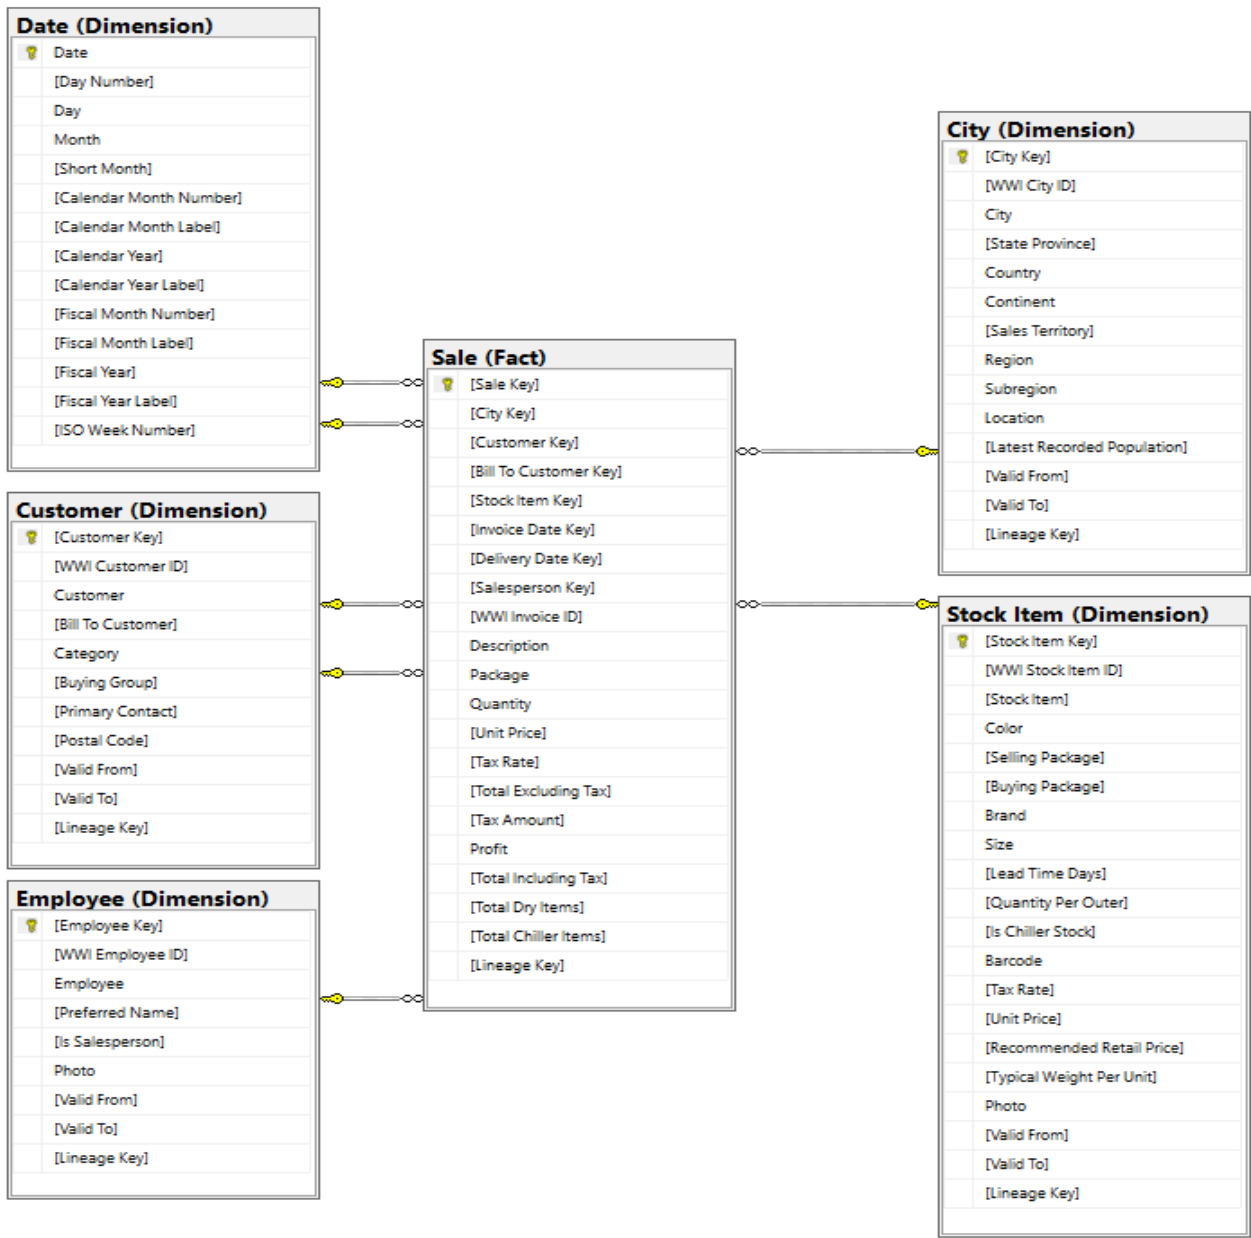 Date (Dimension)
Date
[Day Number]
Day
Month
[Short Month]
[Calendar Month Number]
[Calendar Month Label]
[Calendar Year]
[Calendar Year Label]
[Fiscal Month Number]
[Fiscal Month Label]
[Fiscal Year]
[Fiscal Year Label]
[ISO Week Number]
Customer (Dimension)
[Customer Key]
[WWI Customer ID]
Customer
[Bill To Customer]
Category
[Buying Group]
[Primary Contact]
[Postal Code]
[Valid From]
[Valid To]
[Lineage Key]
Employee (Dimension)
[Employee Key]
[WWI Employee ID]
Employee
[Preferred Name]
[Is Salesperson]
Photo
[Valid From]
[Valid To]
[Lineage Key]
Sale (Fact)
[Sale Key]
[City Key]
[Customer Key]
[Bill To Customer Key]
[Stock Item Key]
[Invoice Date Key]
[Delivery Date Key]
[Salesperson Key]
[WWI Invoice ID]
Description
Package
Quantity
[Unit Price]
[Tax Rate]
[Total Excluding Tax]
[Tax Amount]
Profit
[Total Including Tax]
[Total Dry Items]
[Total Chiller Items]
[Lineage Key]
City (Dimension)
[City Key]
[WWI City ID]
City
[State Province]
Country
Continent
[Sales Territory]
Region
Subregion
Location
[Latest Recorded Population]
[Valid From]
[Valid To]
[Lineage Key]
Stock Item (Dimension)
[Stock Item Key]
[WWI Stock Item ID]
[Stock Item]
Color
[Selling Package]
[Buying Package]
Brand
Size
[Lead Time Days]
[Quantity Per Outer]
[Is Chiller Stock]
Barcode
[Tax Rate]
[Unit Price]
[Recommended Retail Price]
[Typical Weight Per Unit]
Photo
[Valid From]
[Valid To]
[Lineage Key]